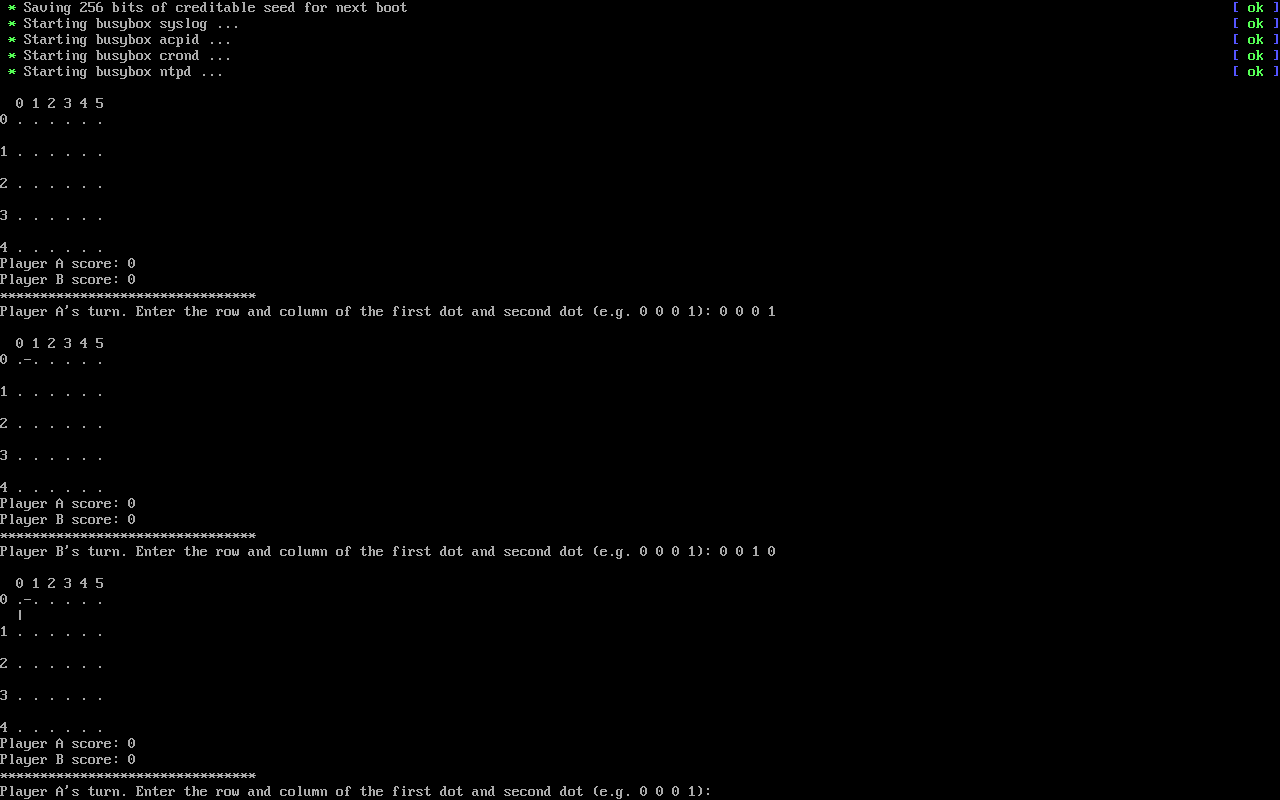 * Saving 256 bits of creditable seed for next boot [ ok ]
* Starting busybox syslog ... [ ok ]
* Starting busybox acpid ... [ ok ]
* Starting busybox crond ... [ ok ]
* Starting busybox ntpd ... [ ok ]
  0 1 2 3 4 5
0 . . . . . .
1 . . . . . .
2 . . . . . .
3 . . . . . .
4 . . . . . .
Player A score: 0
Player B score: 0
********************************
Player A's turn. Enter the row and column of the first dot and second dot (e.g. 0 0 0 1): 0 0 0 1
  0 1 2 3 4 5
0 .-. . . . .
1 . . . . . .
2 . . . . . .
3 . . . . . .
4 . . . . . .
Player A score: 0
Player B score: 0
********************************
Player B's turn. Enter the row and column of the first dot and second dot (e.g. 0 0 0 1): 0 0 1 0
  0 1 2 3 4 5
0 .-. . . . .
  |
1 . . . . . .
2 . . . . . .
3 . . . . . .
4 . . . . . .
Player A score: 0
Player B score: 0
********************************
Player A's turn. Enter the row and column of the first dot and second dot (e.g. 0 0 0 1):